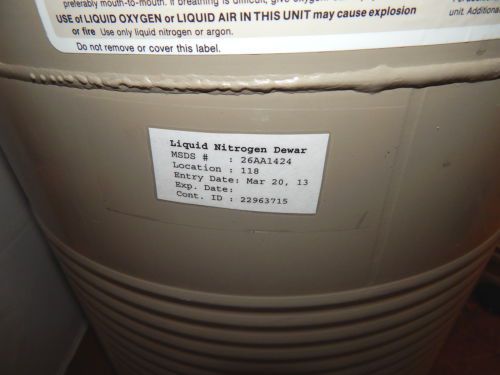 preferably mouth-to-mouth. If breathing is difficult, give
USE of LIQUID OXYGEN or LIQUID AIR IN THIS UNIT may cause explosion
or fire Use only liquid nitrogen or argon.
Do not remove or cover this label.
unit. Additional
Liquid Nitrogen Dewar
MSDS # : 26AA1424
Location : 118
Entry Date: Mar 20, 13
Exp. Date:
Cont. ID : 22963715